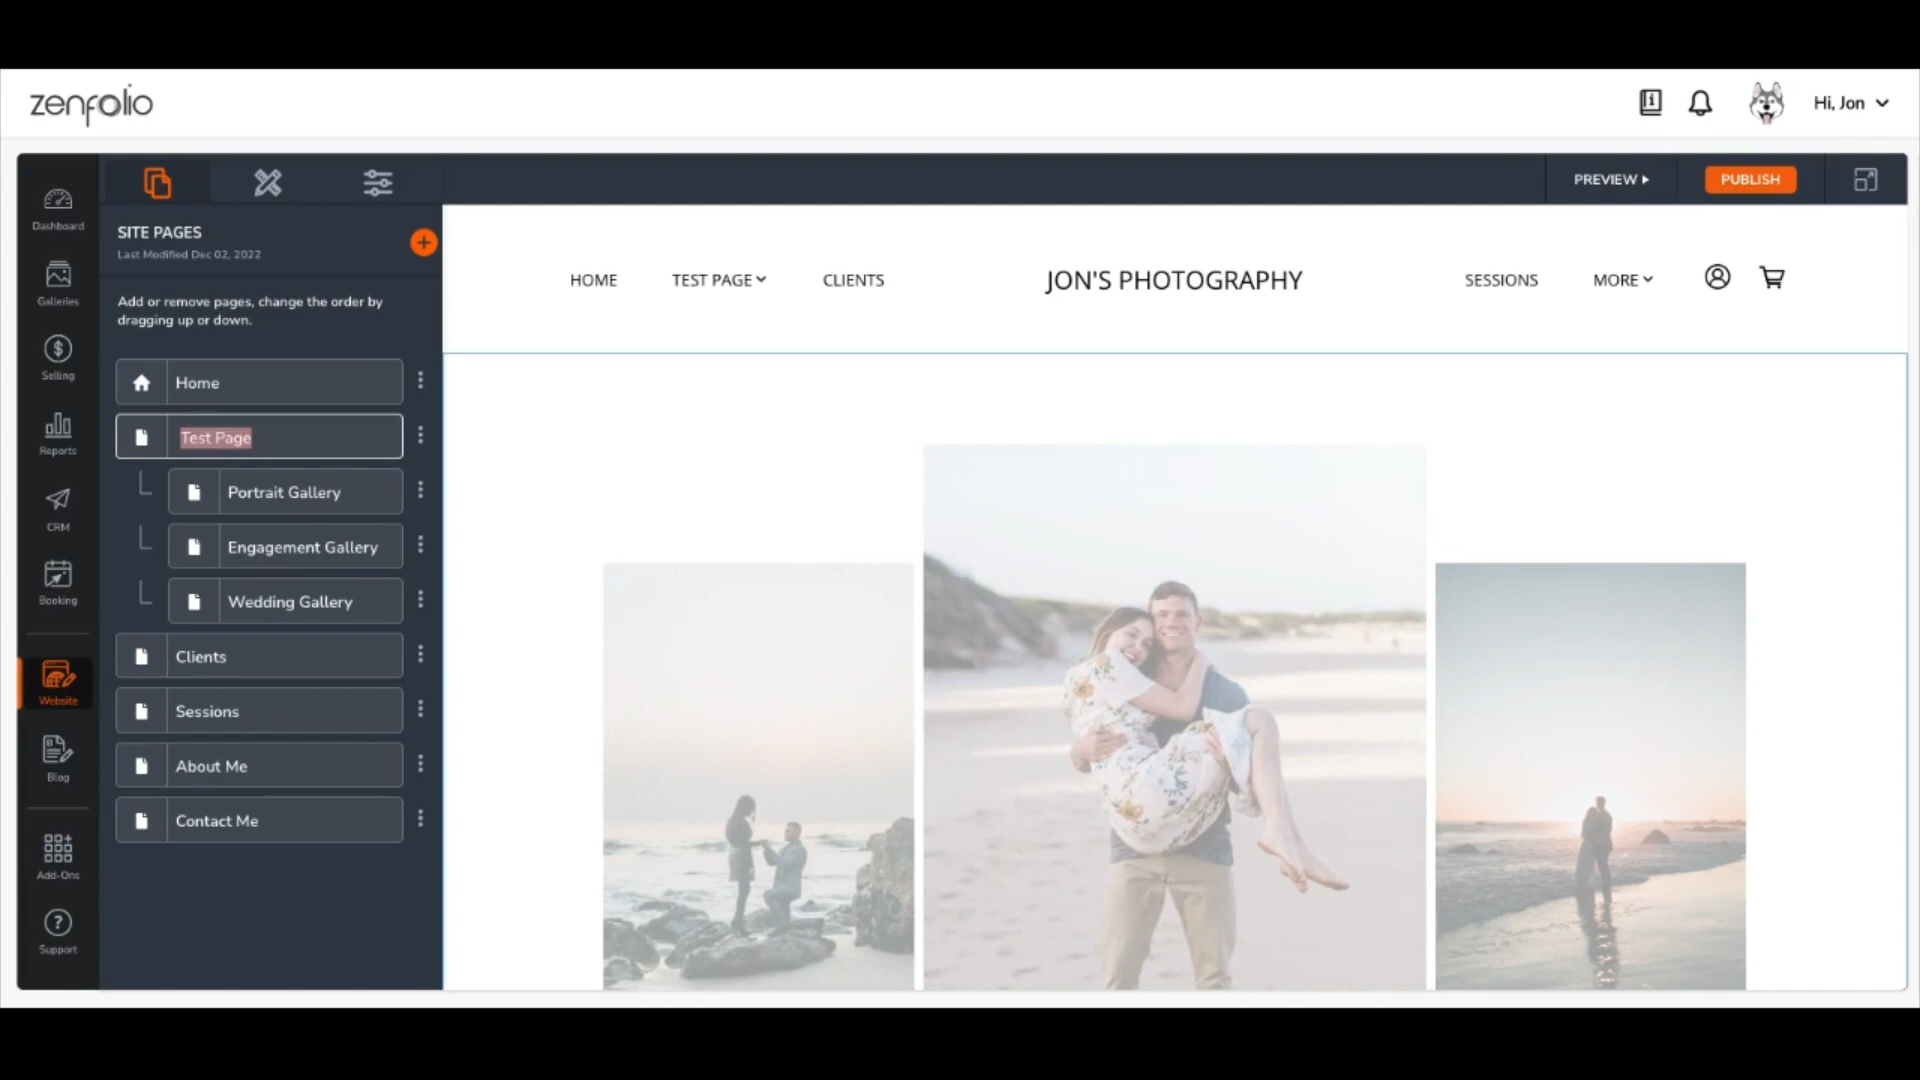 zenfolio
Hi, Jon
PREVIEW
PUBLISH
Dashboard
Galleries
Selling
Reports
CRM
Booking
Website
Blog
Add-Ons
Support
SITE PAGES
Last Modified Dec 02, 2022
Add or remove pages, change the order by
dragging up or down.
Home
Test Page
Portrait Gallery
Engagement Gallery
Wedding Gallery
Clients
Sessions
About Me
Contact Me
HOME
TEST PAGE
CLIENTS
JON'S PHOTOGRAPHY
SESSIONS
MORE